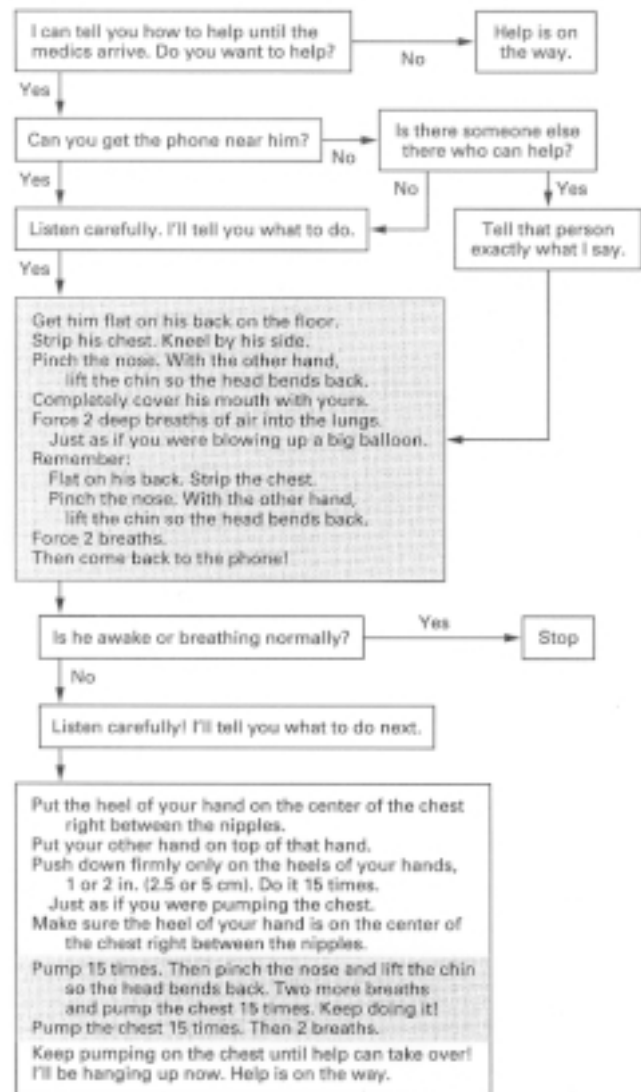 I can tell you how to help until the
medics arrive. Do you want to help?
No
Help is on
the way.
Yes
Can you get the phone near him?
No
Is there someone else
there who can help?
Yes
No
Yes
Listen carefully. I'll tell you what to do.
Tell that person
exactly what I say.
Yes
Get him flat on his back on the floor.
Strip his chest. Kneel by his side.
Pinch the nose. With the other hand,
lift the chin so the head bends back.
Completely cover his mouth with yours.
Force 2 deep breaths of air into the lungs.
Just as if you were blowing up a big balloon.
Remember:
Flat on his back. Strip the chest.
Pinch the nose. With the other hand,
lift the chin so the head bends back.
Force 2 breaths.
Then come back to the phone!
Is he awake or breathing normally?
Yes
Stop
No
Listen carefully! I'll tell you what to do next.
Put the heel of your hand on the center of the chest
right between the nipples.
Put your other hand on top of that hand.
Push down firmly only on the heels of your hands,
1 or 2 in. (2.5 or 5 cm). Do it 15 times.
Just as if you were pumping the chest.
Make sure the heel of your hand is on the center of
the chest right between the nipples.
Pump 15 times. Then pinch the nose and lift the chin
so the head bends back. Two more breaths
and pump the chest 15 times. Keep doing it!
Pump the chest 15 times. Then 2 breaths.
Keep pumping on the chest until help can take over!
I'll be hanging up now. Help is on the way.